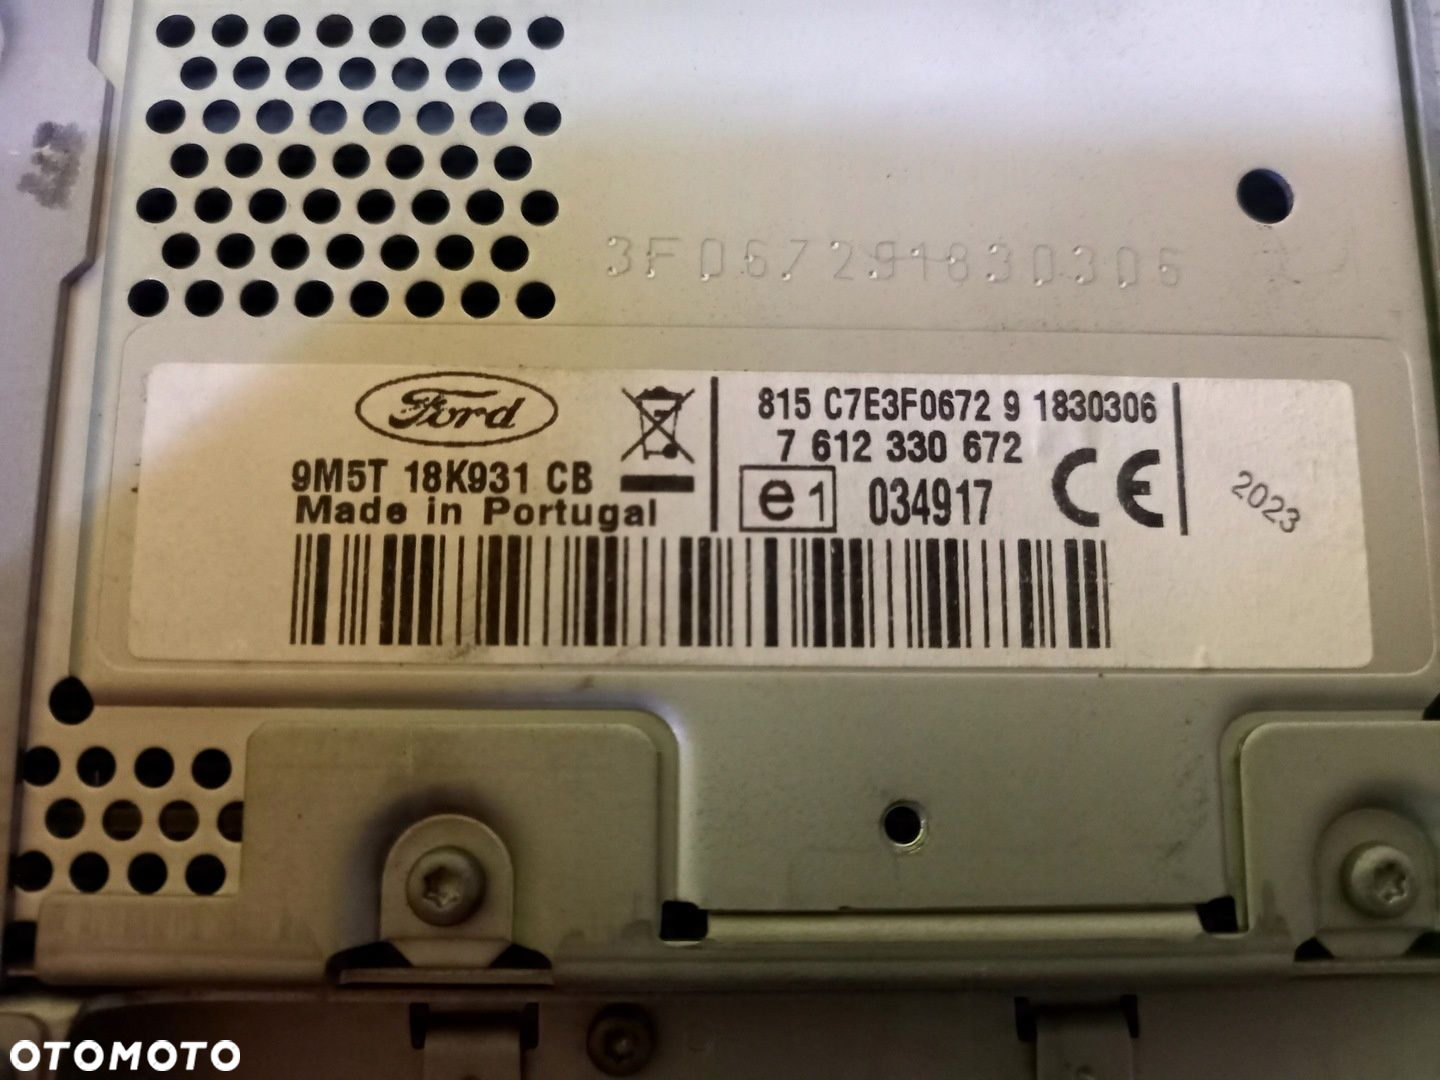 3F067291830306
Ford
9M5T 18K931 CB
Made in Portugal
815 C7E3F0672 9 1830306
7 612 330 672
e1 034917 CE
2023
OTOMOTO